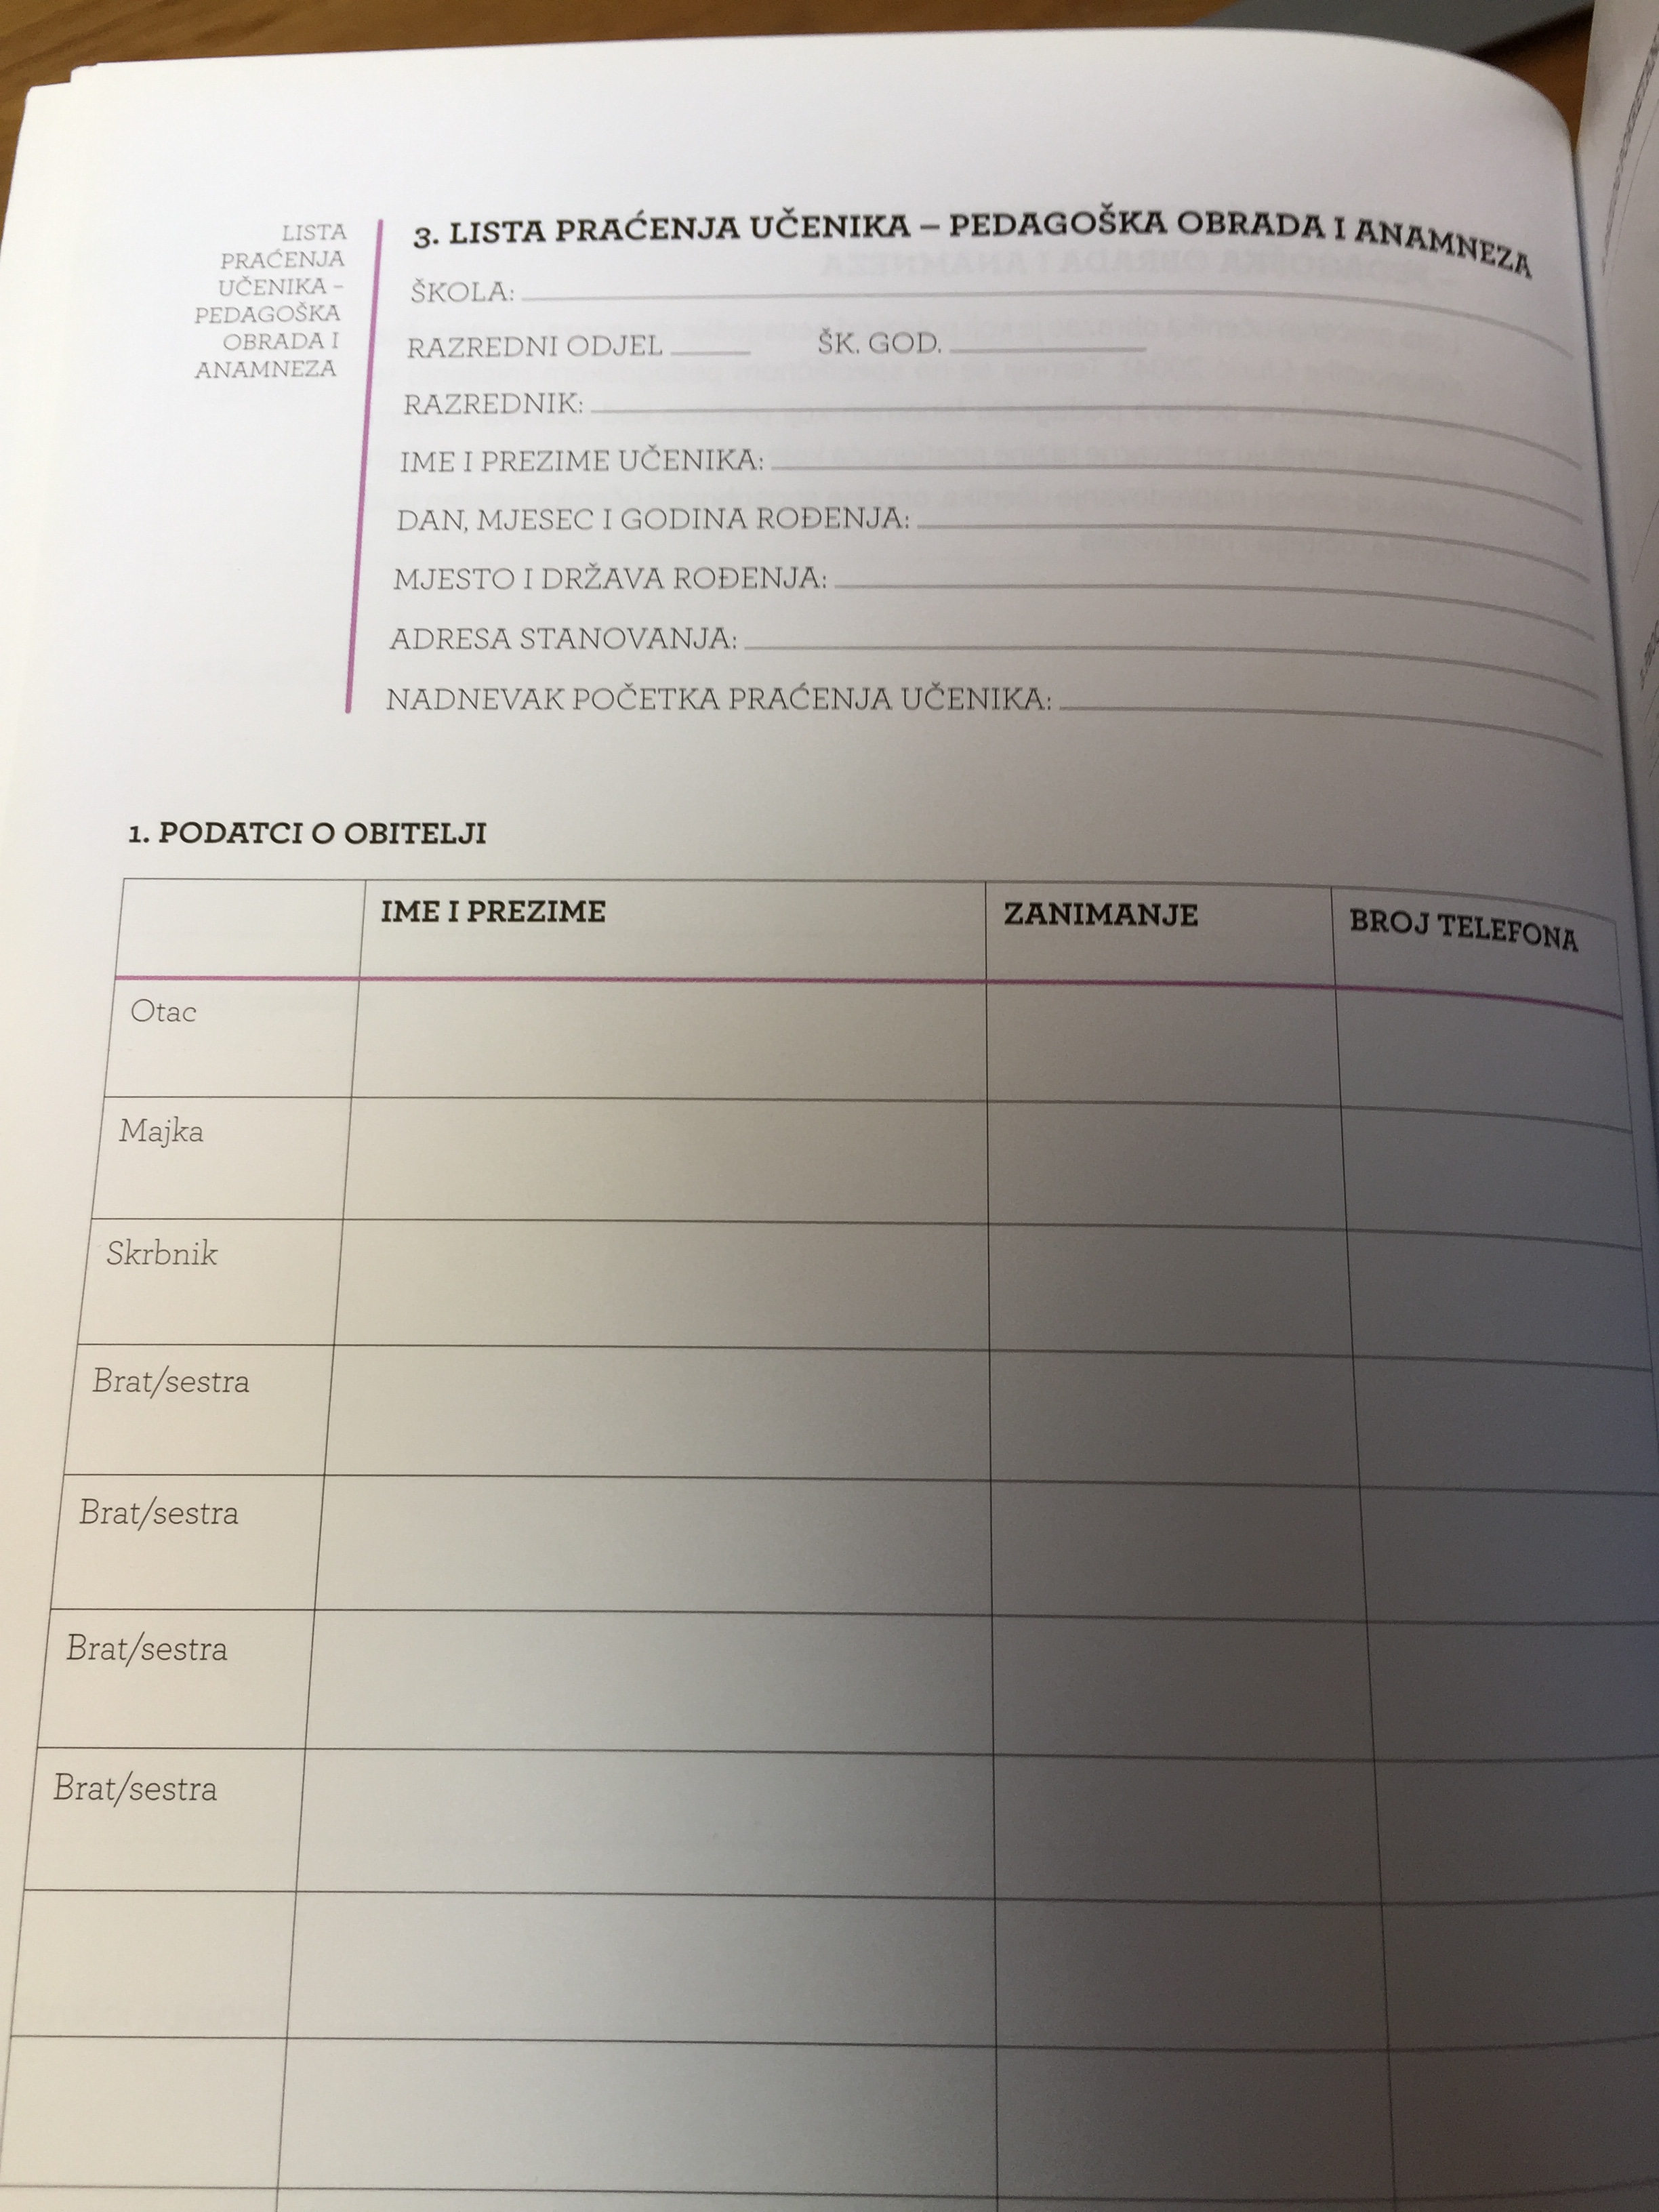 LISTA
PRAĆENJA
UČENIKA –
PEDAGOŠKA
OBRADA I
ANAMNEZA
3. LISTA PRAĆENJA UČENIKA – PEDAGOŠKA OBRADA I ANAMNEZA
ŠKOLA:
RAZREDNI ODJEL ŠK. GOD.
RAZREDNIK:
IME I PREZIME UČENIKA:
DAN, MJESEC I GODINA ROĐENJA:
MJESTO I DRŽAVA ROĐENJA:
ADRESA STANOVANJA:
NADNEVAK POČETKA PRAĆENJA UČENIKA:
1. PODATCI O OBITELJI
IME I PREZIME ZANIMANJE BROJ TELEFONA
Otac
Majka
Skrbnik
Brat/sestra
Brat/sestra
Brat/sestra
Brat/sestra